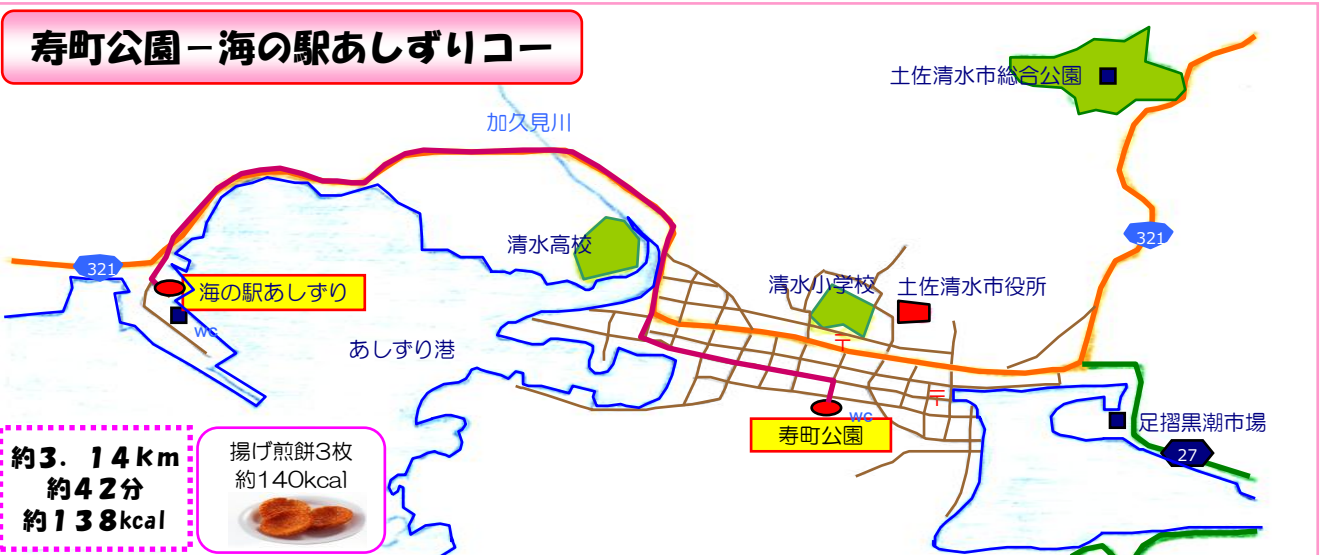 寿町公園－海の駅あしずりコー
土佐清水市総合公園
加久見川
321
清水高校
321
海の駅あしずり
wc
清水小学校
土佐清水市役所
〒
あしずり港
〒
wc
寿町公園
足摺黒潮市場
27
約3．14Km
約42分
約138kcal
揚げ煎餅3枚
約140kcal